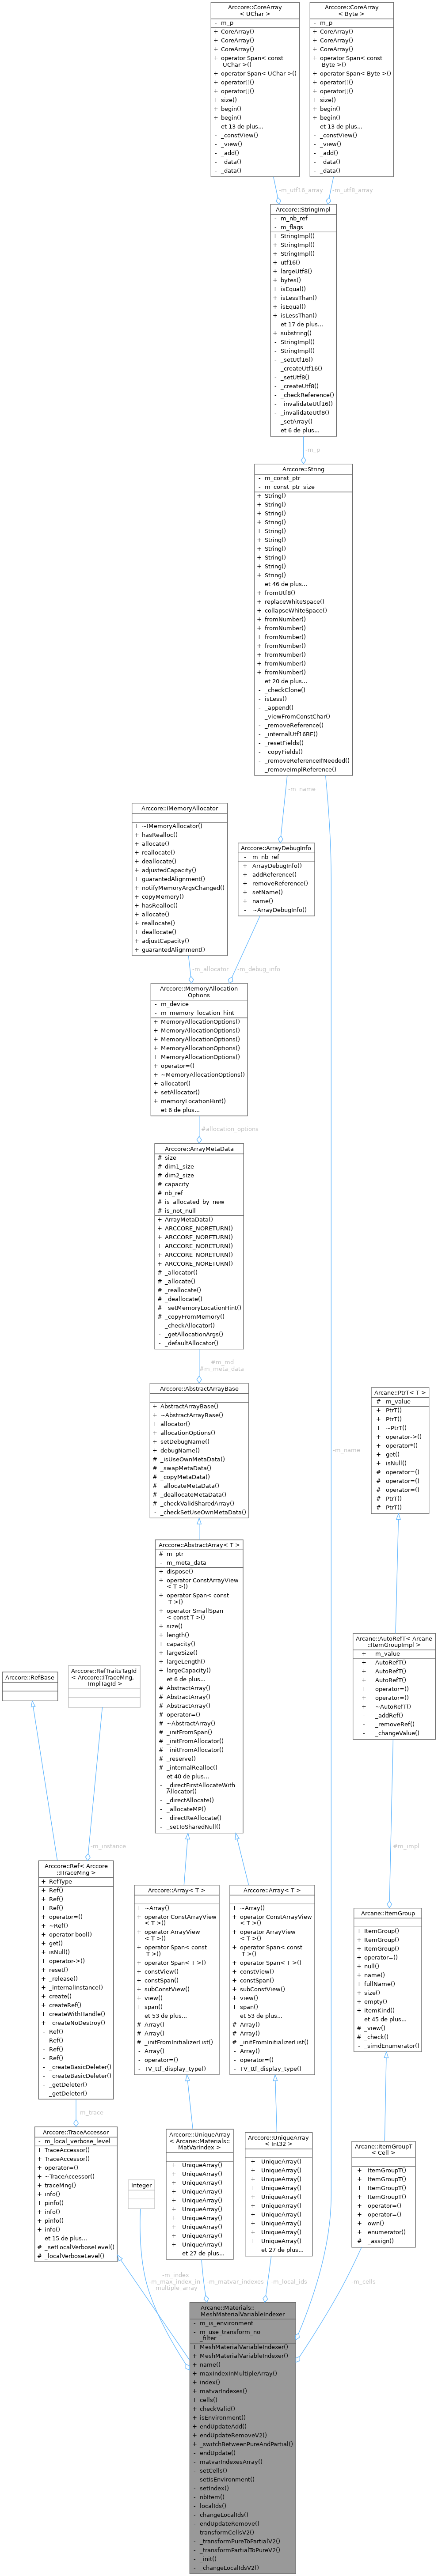 Arccore::CoreArray
< UChar >
- m_p
+ CoreArray()
+ CoreArray()
+ CoreArray()
+ operator Span< const
UChar >()
+ operator Span< UChar >()
+ operator[]()
+ operator[]()
+ size()
+ begin()
+ begin()
et 13 de plus...
- _constView()
- _view()
- _add()
- _data()
- _data()
Arccore::CoreArray
< Byte >
- m_p
+ CoreArray()
+ CoreArray()
+ CoreArray()
+ operator Span< const
Byte >()
+ operator Span< Byte >()
+ operator[]()
+ operator[]()
+ size()
+ begin()
+ begin()
et 13 de plus...
- _constView()
- _view()
- _add()
- _data()
- _data()
-m_utf16_array
-m_utf8_array
Arccore::StringImpl
- m_nb_ref
- m_flags
+ StringImpl()
+ StringImpl()
+ StringImpl()
+ utf16()
+ largeUtf8()
+ bytes()
+ isEqual()
+ isLessThan()
+ isEqual()
+ isLessThan()
et 17 de plus...
+ substring()
- StringImpl()
- StringImpl()
- _setUtf16()
- _createUtf16()
- _setUtf8()
- _createUtf8()
- _checkReference()
- _invalidateUtf16()
- _invalidateUtf8()
- _setArray()
et 6 de plus...
-m_p
Arccore::String
- m_const_ptr
- m_const_ptr_size
+ String()
+ String()
+ String()
+ String()
+ String()
+ String()
+ String()
+ String()
+ String()
+ String()
et 46 de plus...
+ fromUtf8()
+ replaceWhiteSpace()
+ collapseWhiteSpace()
+ fromNumber()
+ fromNumber()
+ fromNumber()
+ fromNumber()
+ fromNumber()
+ fromNumber()
+ fromNumber()
et 20 de plus...
- _checkClone()
- isLess()
- _append()
- _viewFromConstChar()
- _removeReference()
- _internalUtf16BE()
- _resetFields()
- _copyFields()
- _removeReferenceIfNeeded()
- _removeImplReference()
-m_name
Arccore::IMemoryAllocator
+ ~IMemoryAllocator()
+ hasRealloc()
+ allocate()
+ reallocate()
+ deallocate()
+ adjustedCapacity()
+ guarantedAlignment()
+ notifyMemoryArgsChanged()
+ copyMemory()
+ hasRealloc()
+ allocate()
+ reallocate()
+ deallocate()
+ adjustCapacity()
+ guarantedAlignment()
Arccore::ArrayDebugInfo
- m_nb_ref
+ ArrayDebugInfo()
+ addReference()
+ removeReference()
+ setName()
+ name()
- ~ArrayDebugInfo()
-m_allocator
-m_debug_info
Arccore::MemoryAllocation
Options
- m_device
- m_memory_location_hint
+ MemoryAllocationOptions()
+ MemoryAllocationOptions()
+ MemoryAllocationOptions()
+ MemoryAllocationOptions()
+ MemoryAllocationOptions()
+ operator=()
+ ~MemoryAllocationOptions()
+ allocator()
+ setAllocator()
+ memoryLocationHint()
et 6 de plus...
#allocation_options
Arccore::ArrayMetaData
# size
# dim1_size
# dim2_size
# capacity
# nb_ref
# is_allocated_by_new
# is_not_null
+ ArrayMetaData()
+ ARCCORE_NORETURN()
+ ARCCORE_NORETURN()
+ ARCCORE_NORETURN()
+ ARCCORE_NORETURN()
+ ARCCORE_NORETURN()
# _allocator()
# _allocate()
# _reallocate()
# _deallocate()
# _setMemoryLocationHint()
# _copyFromMemory()
- _checkAllocator()
- _getAllocationArgs()
- _defaultAllocator()
#m_md
#m_meta_data
Arccore::AbstractArrayBase
+ AbstractArrayBase()
+ ~AbstractArrayBase()
+ allocator()
+ allocationOptions()
+ setDebugName()
+ debugName()
# _isUseOwnMetaData()
# _swapMetaData()
# _copyMetaData()
# _allocateMetaData()
# _deallocateMetaData()
# _checkValidSharedArray()
- _checkSetUseOwnMetaData()
Arcane::PtrT< T >
# m_value
+ PtrT()
+ PtrT()
+ ~PtrT()
+ operator->()
+ operator*()
+ get()
+ isNull()
# operator=()
# operator=()
# operator=()
# PtrT()
# PtrT()
-m_name
Arccore::AbstractArray< T >
# m_ptr
- m_meta_data
+ dispose()
+ operator ConstArrayView
< T >()
+ operator Span< const
T >()
+ operator SmallSpan
< const T >()
+ size()
+ length()
+ capacity()
+ largeSize()
+ largeLength()
+ largeCapacity()
et 6 de plus...
# AbstractArray()
# AbstractArray()
# AbstractArray()
# operator=()
# ~AbstractArray()
# _initFromSpan()
# _initFromAllocator()
# _initFromAllocator()
# _reserve()
# _internalRealloc()
et 40 de plus...
- _directFirstAllocateWith
Allocator()
- _directAllocate()
- _allocateMP()
- _directReAllocate()
- _setToSharedNull()
Arcane::AutoRefT< Arcane
::ItemGroupImpl >
+ m_value
+ AutoRefT()
+ AutoRefT()
+ AutoRefT()
+ operator=()
+ operator=()
+ ~AutoRefT()
- _addRef()
- _removeRef()
- _changeValue()
Arccore::RefBase
Arccore::RefTraitsTagId
< Arccore::ITraceMng,
ImplTagId >
-m_instance
#m_impl
Arccore::Ref< Arccore
::ITraceMng >
+ RefType
+ Ref()
+ Ref()
+ Ref()
+ operator=()
+ ~Ref()
+ operator bool()
+ get()
+ isNull()
+ operator->()
+ reset()
+ _release()
+ _internalInstance()
+ create()
+ createRef()
+ createWithHandle()
+ _createNoDestroy()
- Ref()
- Ref()
- Ref()
- Ref()
- _createBasicDeleter()
- _createBasicDeleter()
- _getDeleter()
- _getDeleter()
Arccore::Array< T >
+ ~Array()
+ operator ConstArrayView
< T >()
+ operator ArrayView
< T >()
+ operator Span< const
T >()
+ operator Span< T >()
+ constView()
+ constSpan()
+ subConstView()
+ view()
+ span()
et 53 de plus...
# Array()
# Array()
# _initFromInitializerList()
- Array()
- operator=()
- TV_ttf_display_type()
Arccore::Array< T >
+ ~Array()
+ operator ConstArrayView
< T >()
+ operator ArrayView
< T >()
+ operator Span< const
T >()
+ operator Span< T >()
+ constView()
+ constSpan()
+ subConstView()
+ view()
+ span()
et 53 de plus...
# Array()
# Array()
# _initFromInitializerList()
- Array()
- operator=()
- TV_ttf_display_type()
Arcane::ItemGroup
+ ItemGroup()
+ ItemGroup()
+ ItemGroup()
+ operator=()
+ null()
+ name()
+ fullName()
+ size()
+ empty()
+ itemKind()
et 45 de plus...
# _view()
# _check()
- _simdEnumerator()
-m_trace
Arccore::TraceAccessor
- m_local_verbose_level
+ TraceAccessor()
+ TraceAccessor()
+ operator=()
+ ~TraceAccessor()
+ traceMng()
+ info()
+ pinfo()
+ info()
+ pinfo()
+ info()
et 15 de plus...
# _setLocalVerboseLevel()
# _localVerboseLevel()
Integer
Arccore::UniqueArray
< Arcane::Materials::
MatVarIndex >
+ UniqueArray()
+ UniqueArray()
+ UniqueArray()
+ UniqueArray()
+ UniqueArray()
+ UniqueArray()
+ UniqueArray()
+ UniqueArray()
+ UniqueArray()
+ UniqueArray()
et 27 de plus...
Arccore::UniqueArray
< Int32 >
+ UniqueArray()
+ UniqueArray()
+ UniqueArray()
+ UniqueArray()
+ UniqueArray()
+ UniqueArray()
+ UniqueArray()
+ UniqueArray()
+ UniqueArray()
+ UniqueArray()
et 27 de plus...
Arcane::ItemGroupT
< Cell >
+ ItemGroupT()
+ ItemGroupT()
+ ItemGroupT()
+ ItemGroupT()
+ operator=()
+ operator=()
+ own()
+ enumerator()
# _assign()
-m_index
-m_max_index_in
_multiple_array
-m_matvar_indexes
-m_local_ids
-m_cells
Arcane::Materials::
MeshMaterialVariableIndexer
- m_is_environment
- m_use_transform_no
_filter
+ MeshMaterialVariableIndexer()
+ MeshMaterialVariableIndexer()
+ name()
+ maxIndexInMultipleArray()
+ index()
+ matvarIndexes()
+ cells()
+ checkValid()
+ isEnvironment()
+ endUpdateAdd()
+ endUpdateRemoveV2()
+ _switchBetweenPureAndPartial()
- endUpdate()
- matvarIndexesArray()
- setCells()
- setIsEnvironment()
- setIndex()
- nbItem()
- localIds()
- changeLocalIds()
- endUpdateRemove()
- transformCellsV2()
- _transformPureToPartialV2()
- _transformPartialToPureV2()
- _init()
- _changeLocalIdsV2()